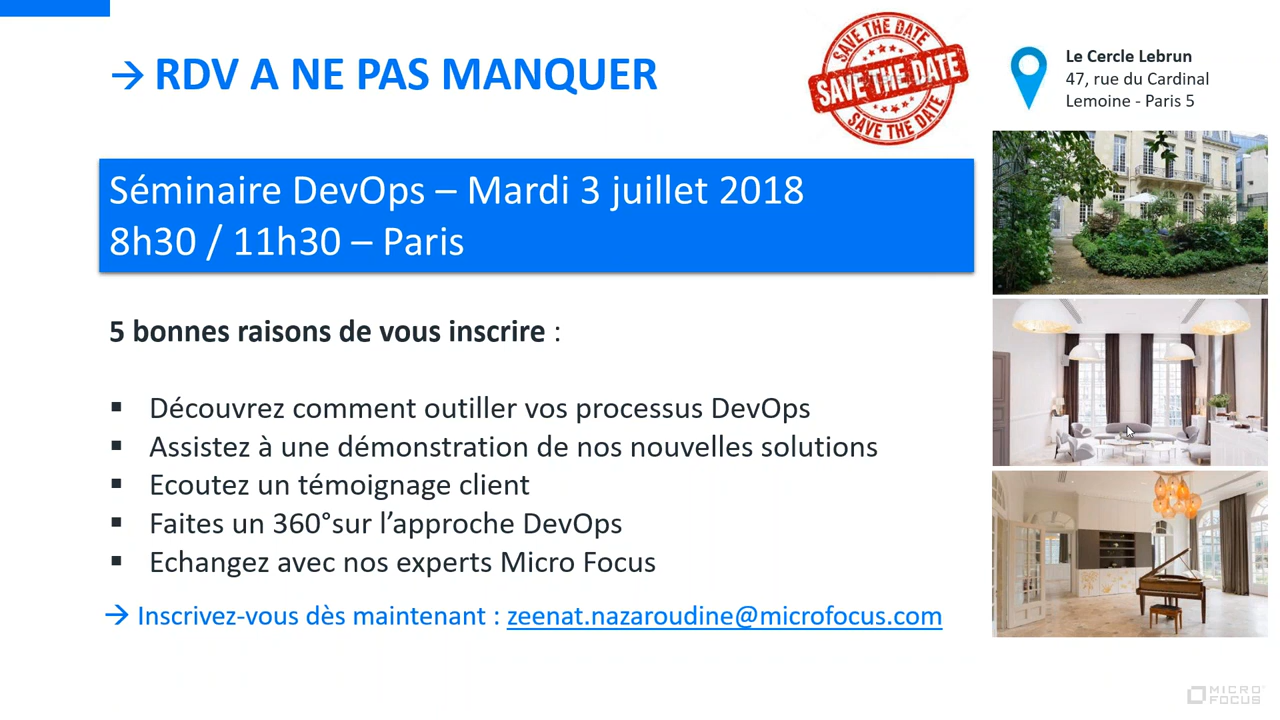 → RDV A NE PAS MANQUER
SAVE THE DATE
SAVE THE DATE
SAVE THE DATE
Le Cercle Lebrun
47, rue du Cardinal
Lemoine - Paris 5
Séminaire DevOps – Mardi 3 juillet 2018
8h30 / 11h30 – Paris
5 bonnes raisons de vous inscrire :
▪ Découvrez comment outiller vos processus DevOps
▪ Assistez à une démonstration de nos nouvelles solutions
▪ Ecoutez un témoignage client
▪ Faites un 360°sur l’approche DevOps
▪ Echangez avec nos experts Micro Focus
→ Inscrivez-vous dès maintenant : zeenat.nazaroudine@microfocus.com
MICRO
FOCUS